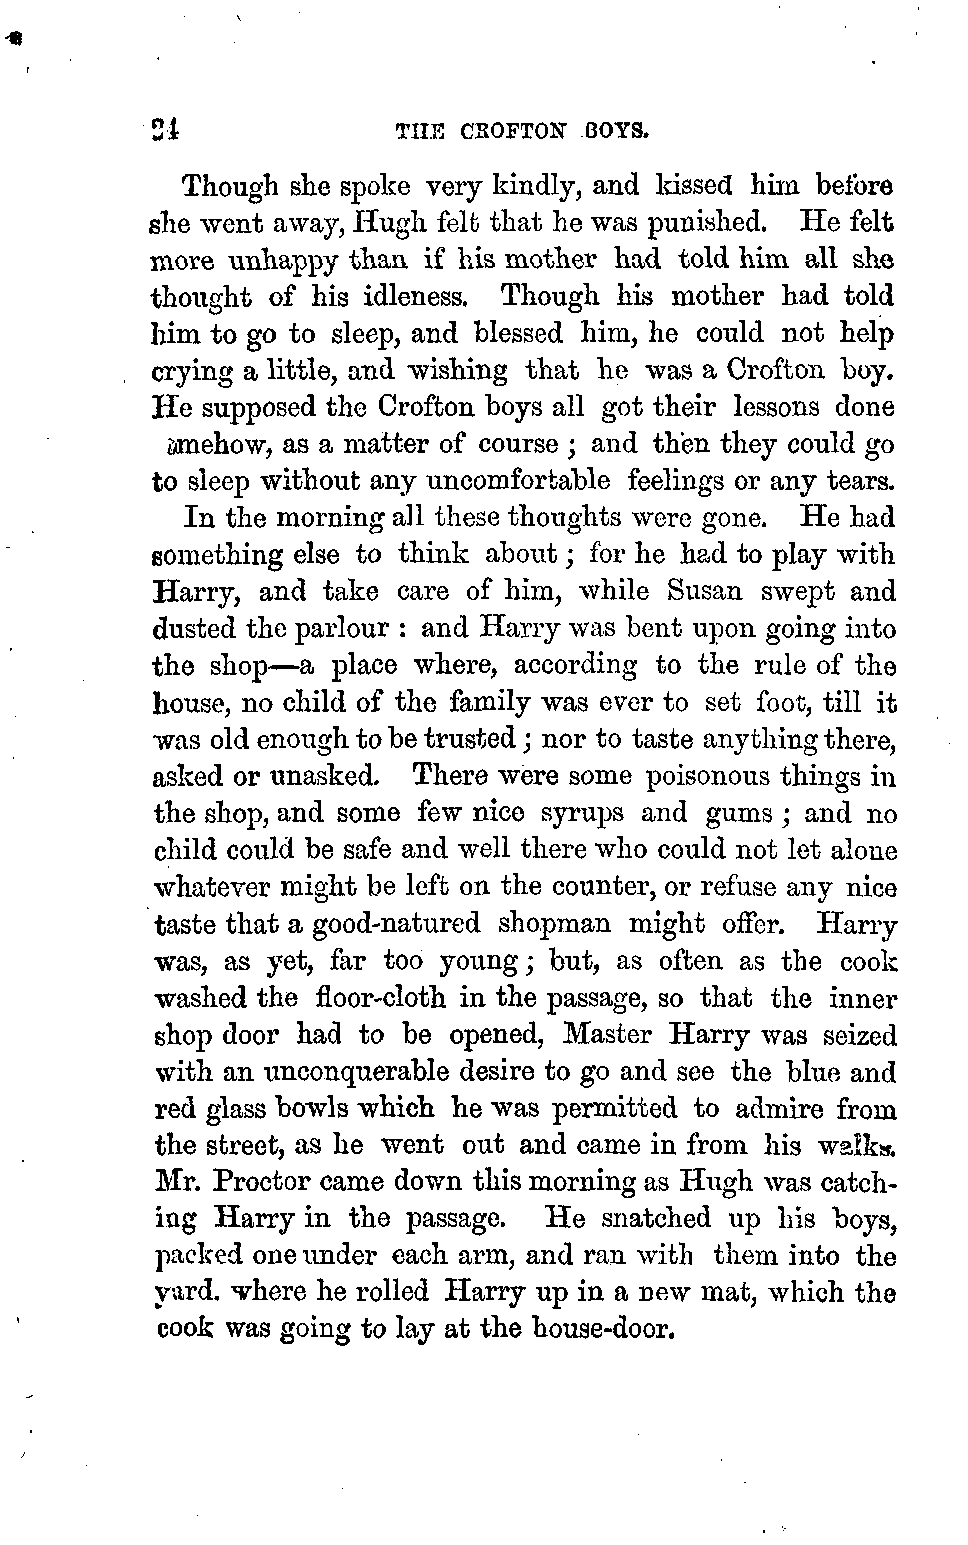 24 THE CROFTON BOYS.
Though she spoke very kindly, and kissed him before
she went away, Hugh felt that he was punished. He felt
more unhappy than if his mother had told him all she
thought of his idleness. Though his mother had told
him to go to sleep, and blessed him, he could not help
crying a little, and wishing that he was a Crofton boy.
He supposed the Crofton boys all got their lessons done
somehow, as a matter of course; and then they could go
to sleep without any uncomfortable feelings or any tears.
In the morning all these thoughts were gone. He had
something else to think about; for he had to play with
Harry, and take care of him, while Susan swept and
dusted the parlour: and Harry was bent upon going into
the shop—a place where, according to the rule of the
house, no child of the family was ever to set foot, till it
was old enough to be trusted; nor to taste anything there,
asked or unasked. There were some poisonous things in
the shop, and some few nice syrups and gums; and no
child could be safe and well there who could not let alone
whatever might be left on the counter, or refuse any nice
taste that a good-natured shopman might offer. Harry
was, as yet, far too young; but, as often as the cook
washed the floor-cloth in the passage, so that the inner
shop door had to be opened, Master Harry was seized
with an unconquerable desire to go and see the blue and
red glass bowls which he was permitted to admire from
the street, as he went out and came in from his walks.
Mr. Proctor came down this morning as Hugh was catch-
ing Harry in the passage. He snatched up his boys,
packed one under each arm, and ran with them into the
yard. where he rolled Harry up in a new mat, which the
cook was going to lay at the house-door.